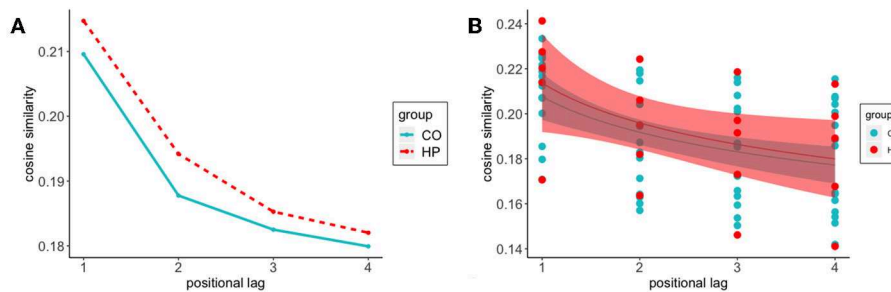 A
0.21
0.20
0.19
0.18
cosine similarity
1 2 3 4
positional lag
group
CO
HP
B
0.24
0.22
0.20
0.18
0.16
0.14
cosine similarity
1 2 3 4
positional lag
group